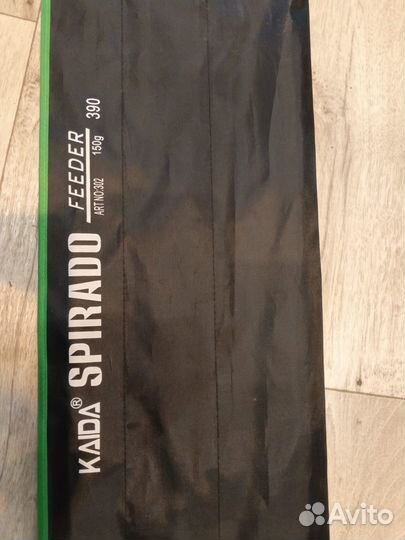 KAIDA® SPIRADO FEEDER 390
ART NO:302 150g
Avito